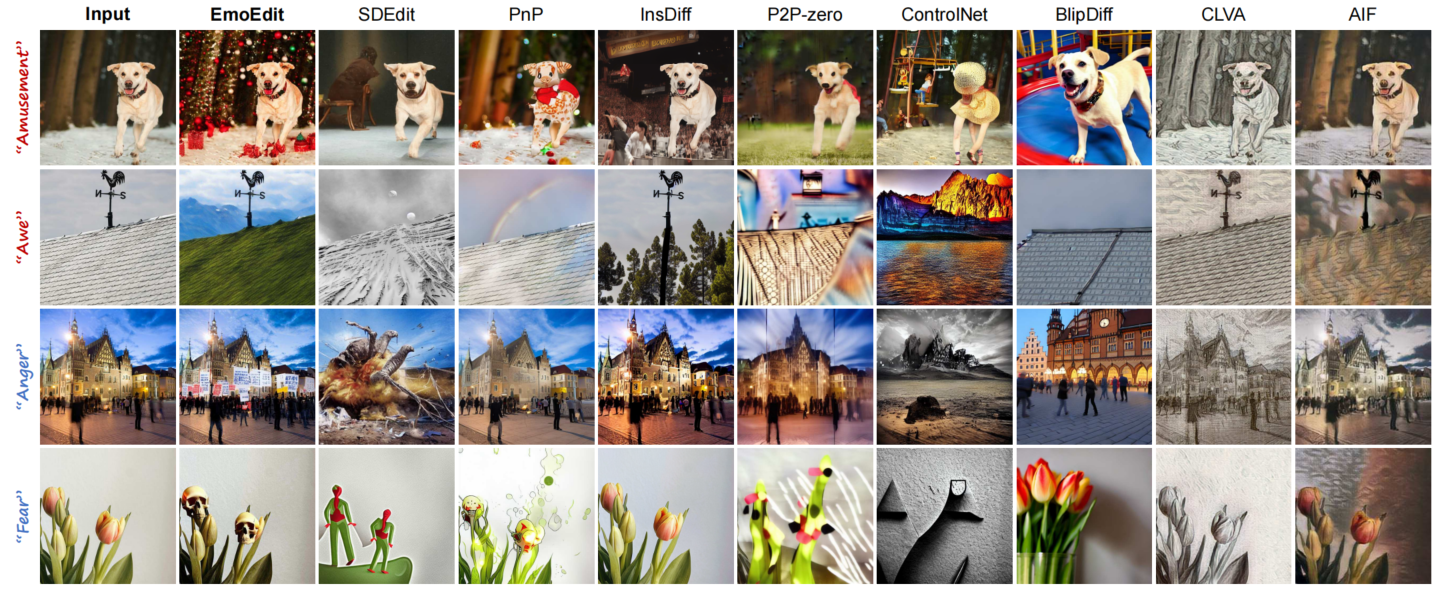 Input EmoEdit SDEdit PnP InsDiff P2P-zero ControlNet BlipDiff CLVA AIF
“Amusement”
“Awe”
И S
И S
И S
S
“Anger”
“Fear”